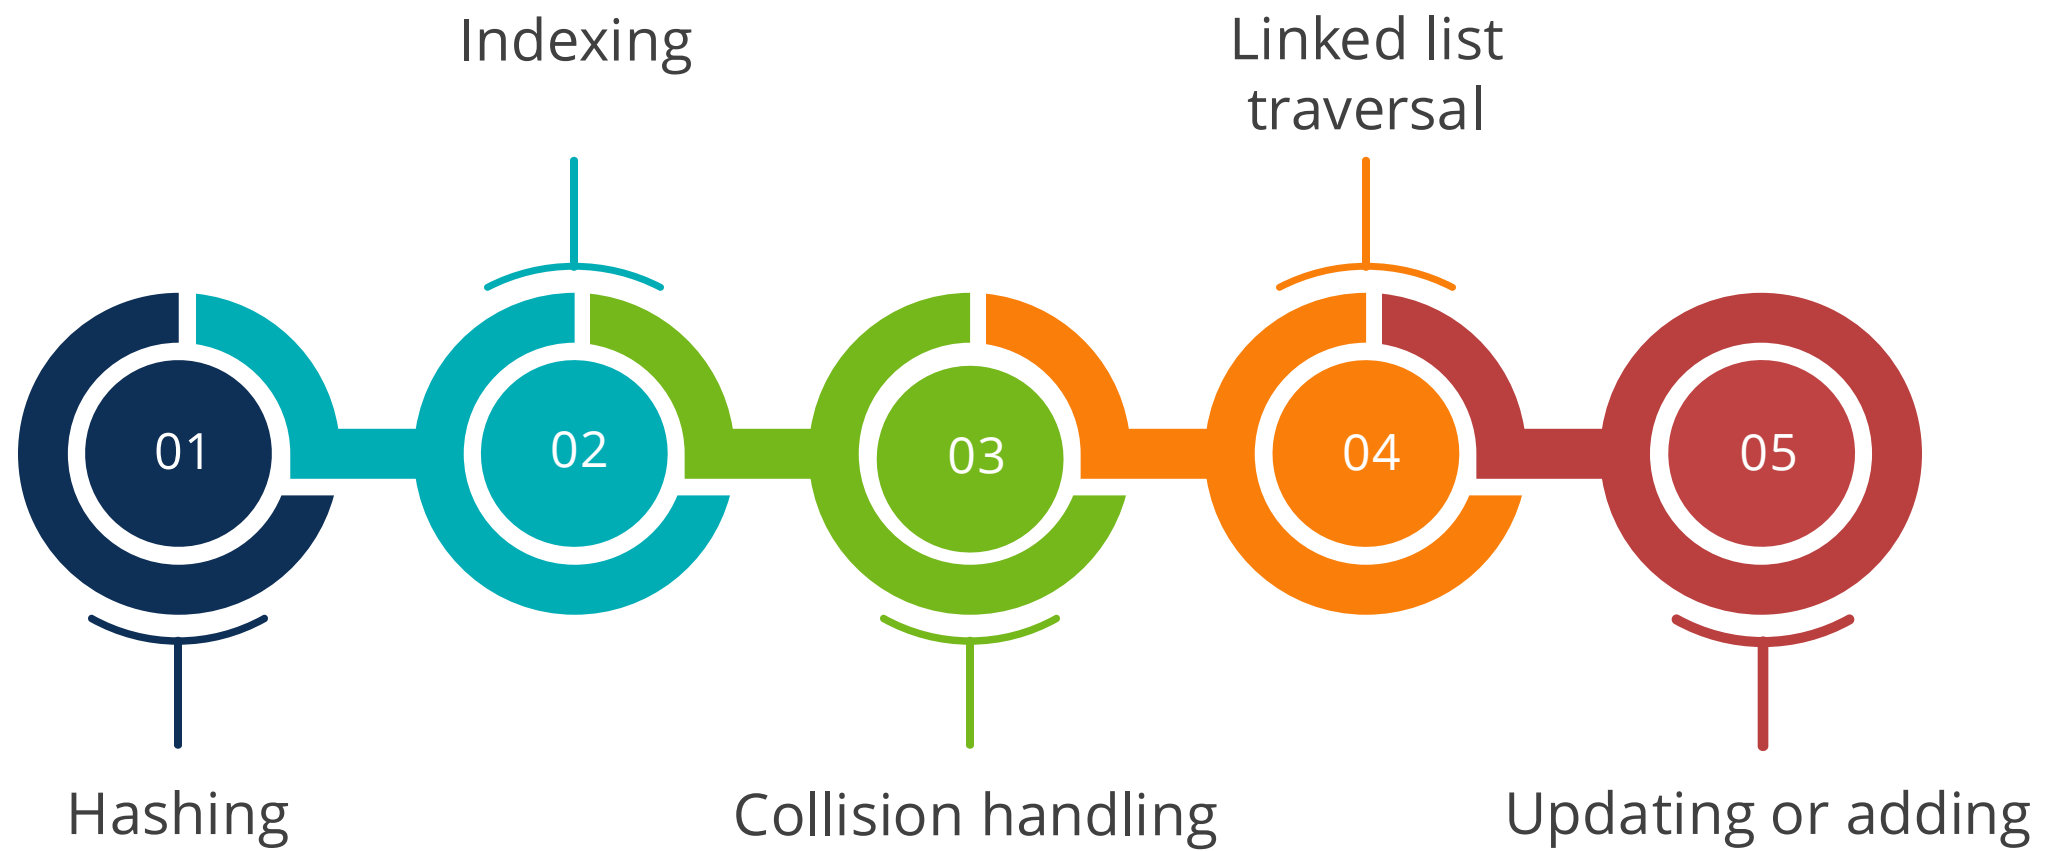 Indexing
Linked list
traversal
01
02
03
04
05
Hashing
Collision handling
Updating or adding